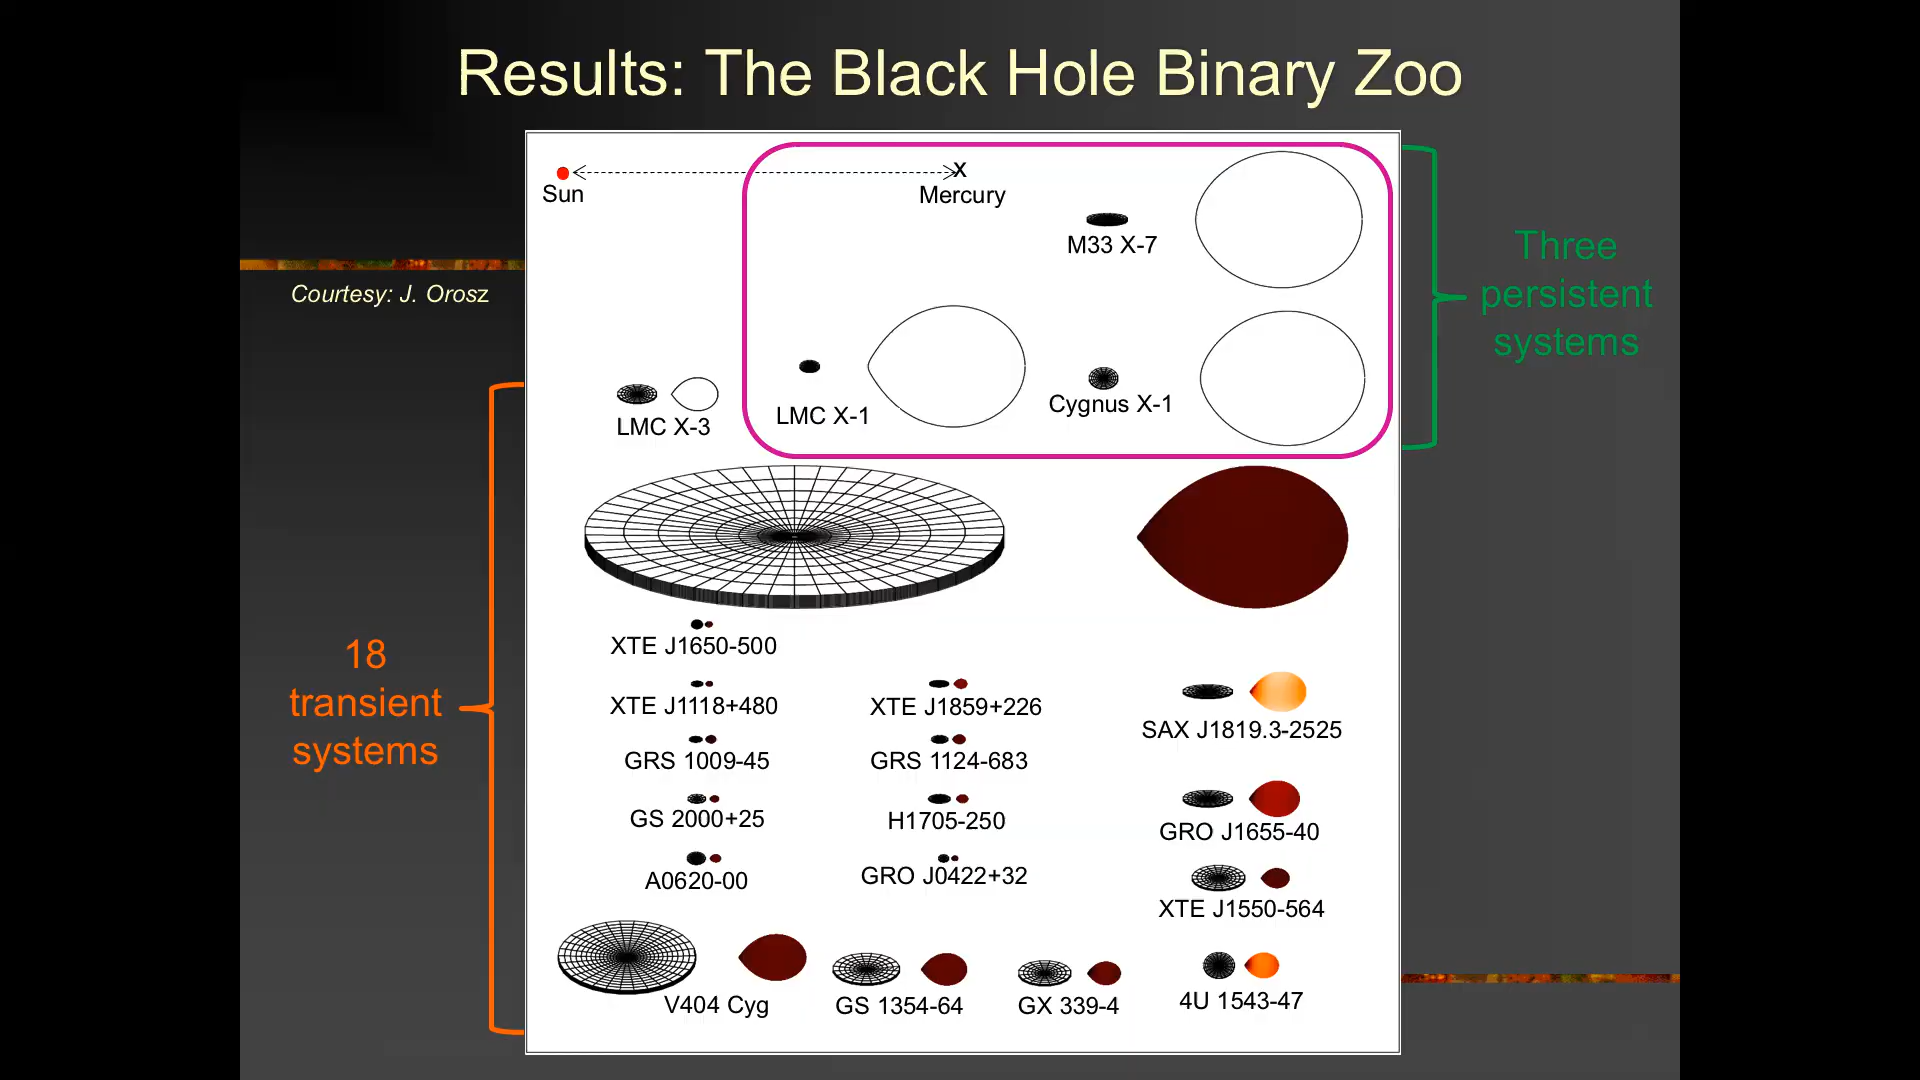 Results: The Black Hole Binary Zoo
Sun
x
Mercury
M33 X-7
Three
persistent
systems
Courtesy: J. Orosz
LMC X-3
LMC X-1
Cygnus X-1
18
transient
systems
XTE J1650-500
XTE J1118+480
XTE J1859+226
SAX J1819.3-2525
GRS 1009-45
GRS 1124-683
GS 2000+25
H1705-250
GRO J1655-40
A0620-00
GRO J0422+32
XTE J1550-564
V404 Cyg
GS 1354-64
GX 339-4
4U 1543-47